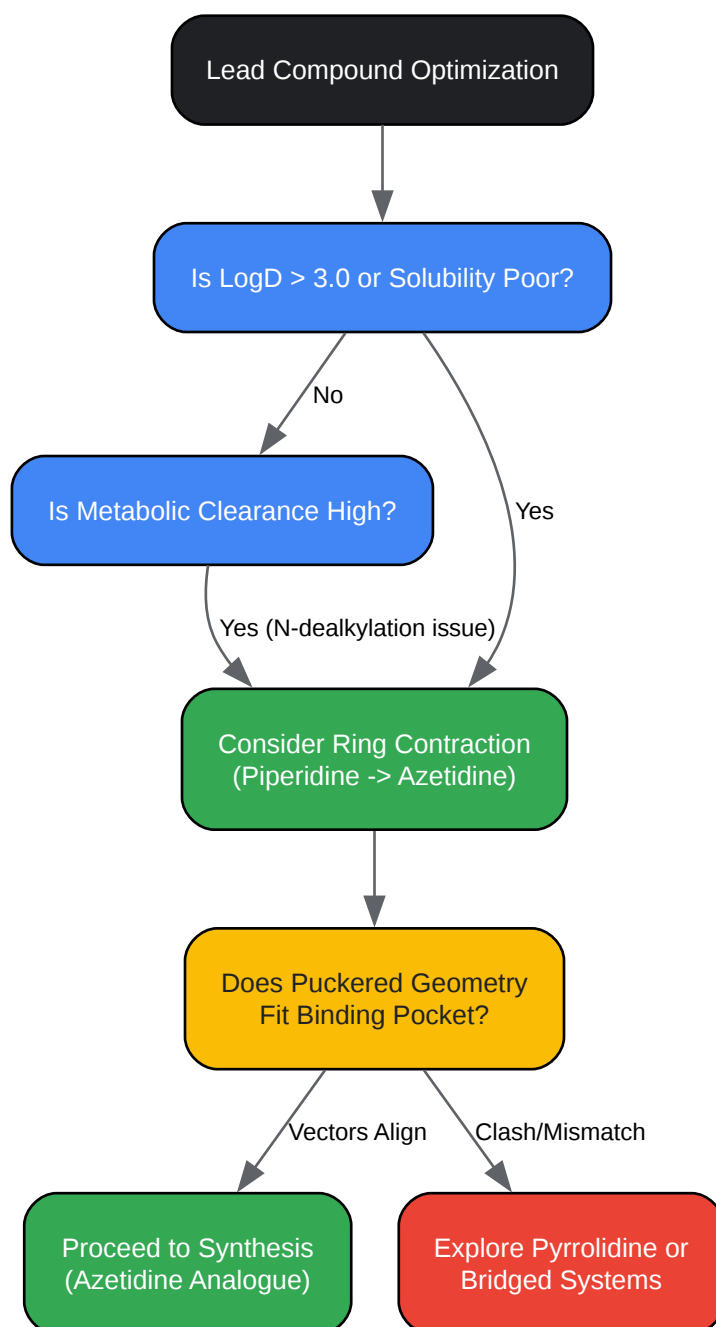 Lead Compound Optimization
Is LogD > 3.0 or Solubility Poor?
No
Is Metabolic Clearance High?
Yes
Yes (N-dealkylation issue)
Consider Ring Contraction
(Piperidine -> Azetidine)
Does Puckered Geometry
Fit Binding Pocket?
Vectors Align
Clash/Mismatch
Proceed to Synthesis
(Azetidine Analogue)
Explore Pyrrolidine or
Bridged Systems